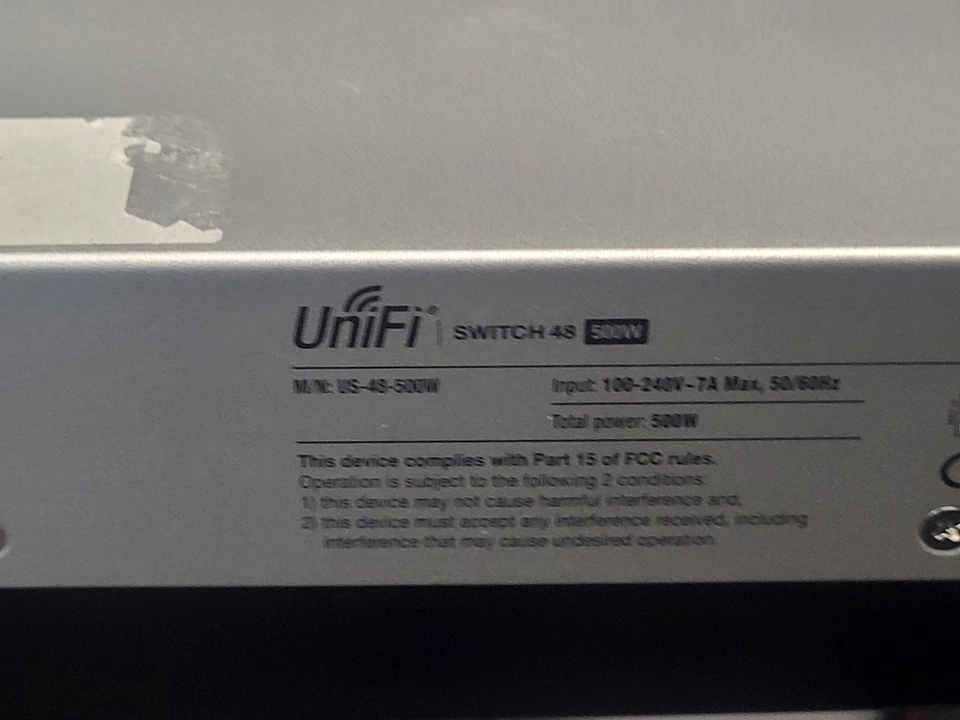 UniFi® SWITCH 48 500W
M/N: US-48-500W Input: 100-240V~7A Max, 50/60Hz
Total power: 500W
This device complies with Part 15 of FCC rules.
Operation is subject to the following 2 conditions:
1) this device may not cause harmful interference and,
2) this device must accept any interference received, including
interference that may cause undesired operation.